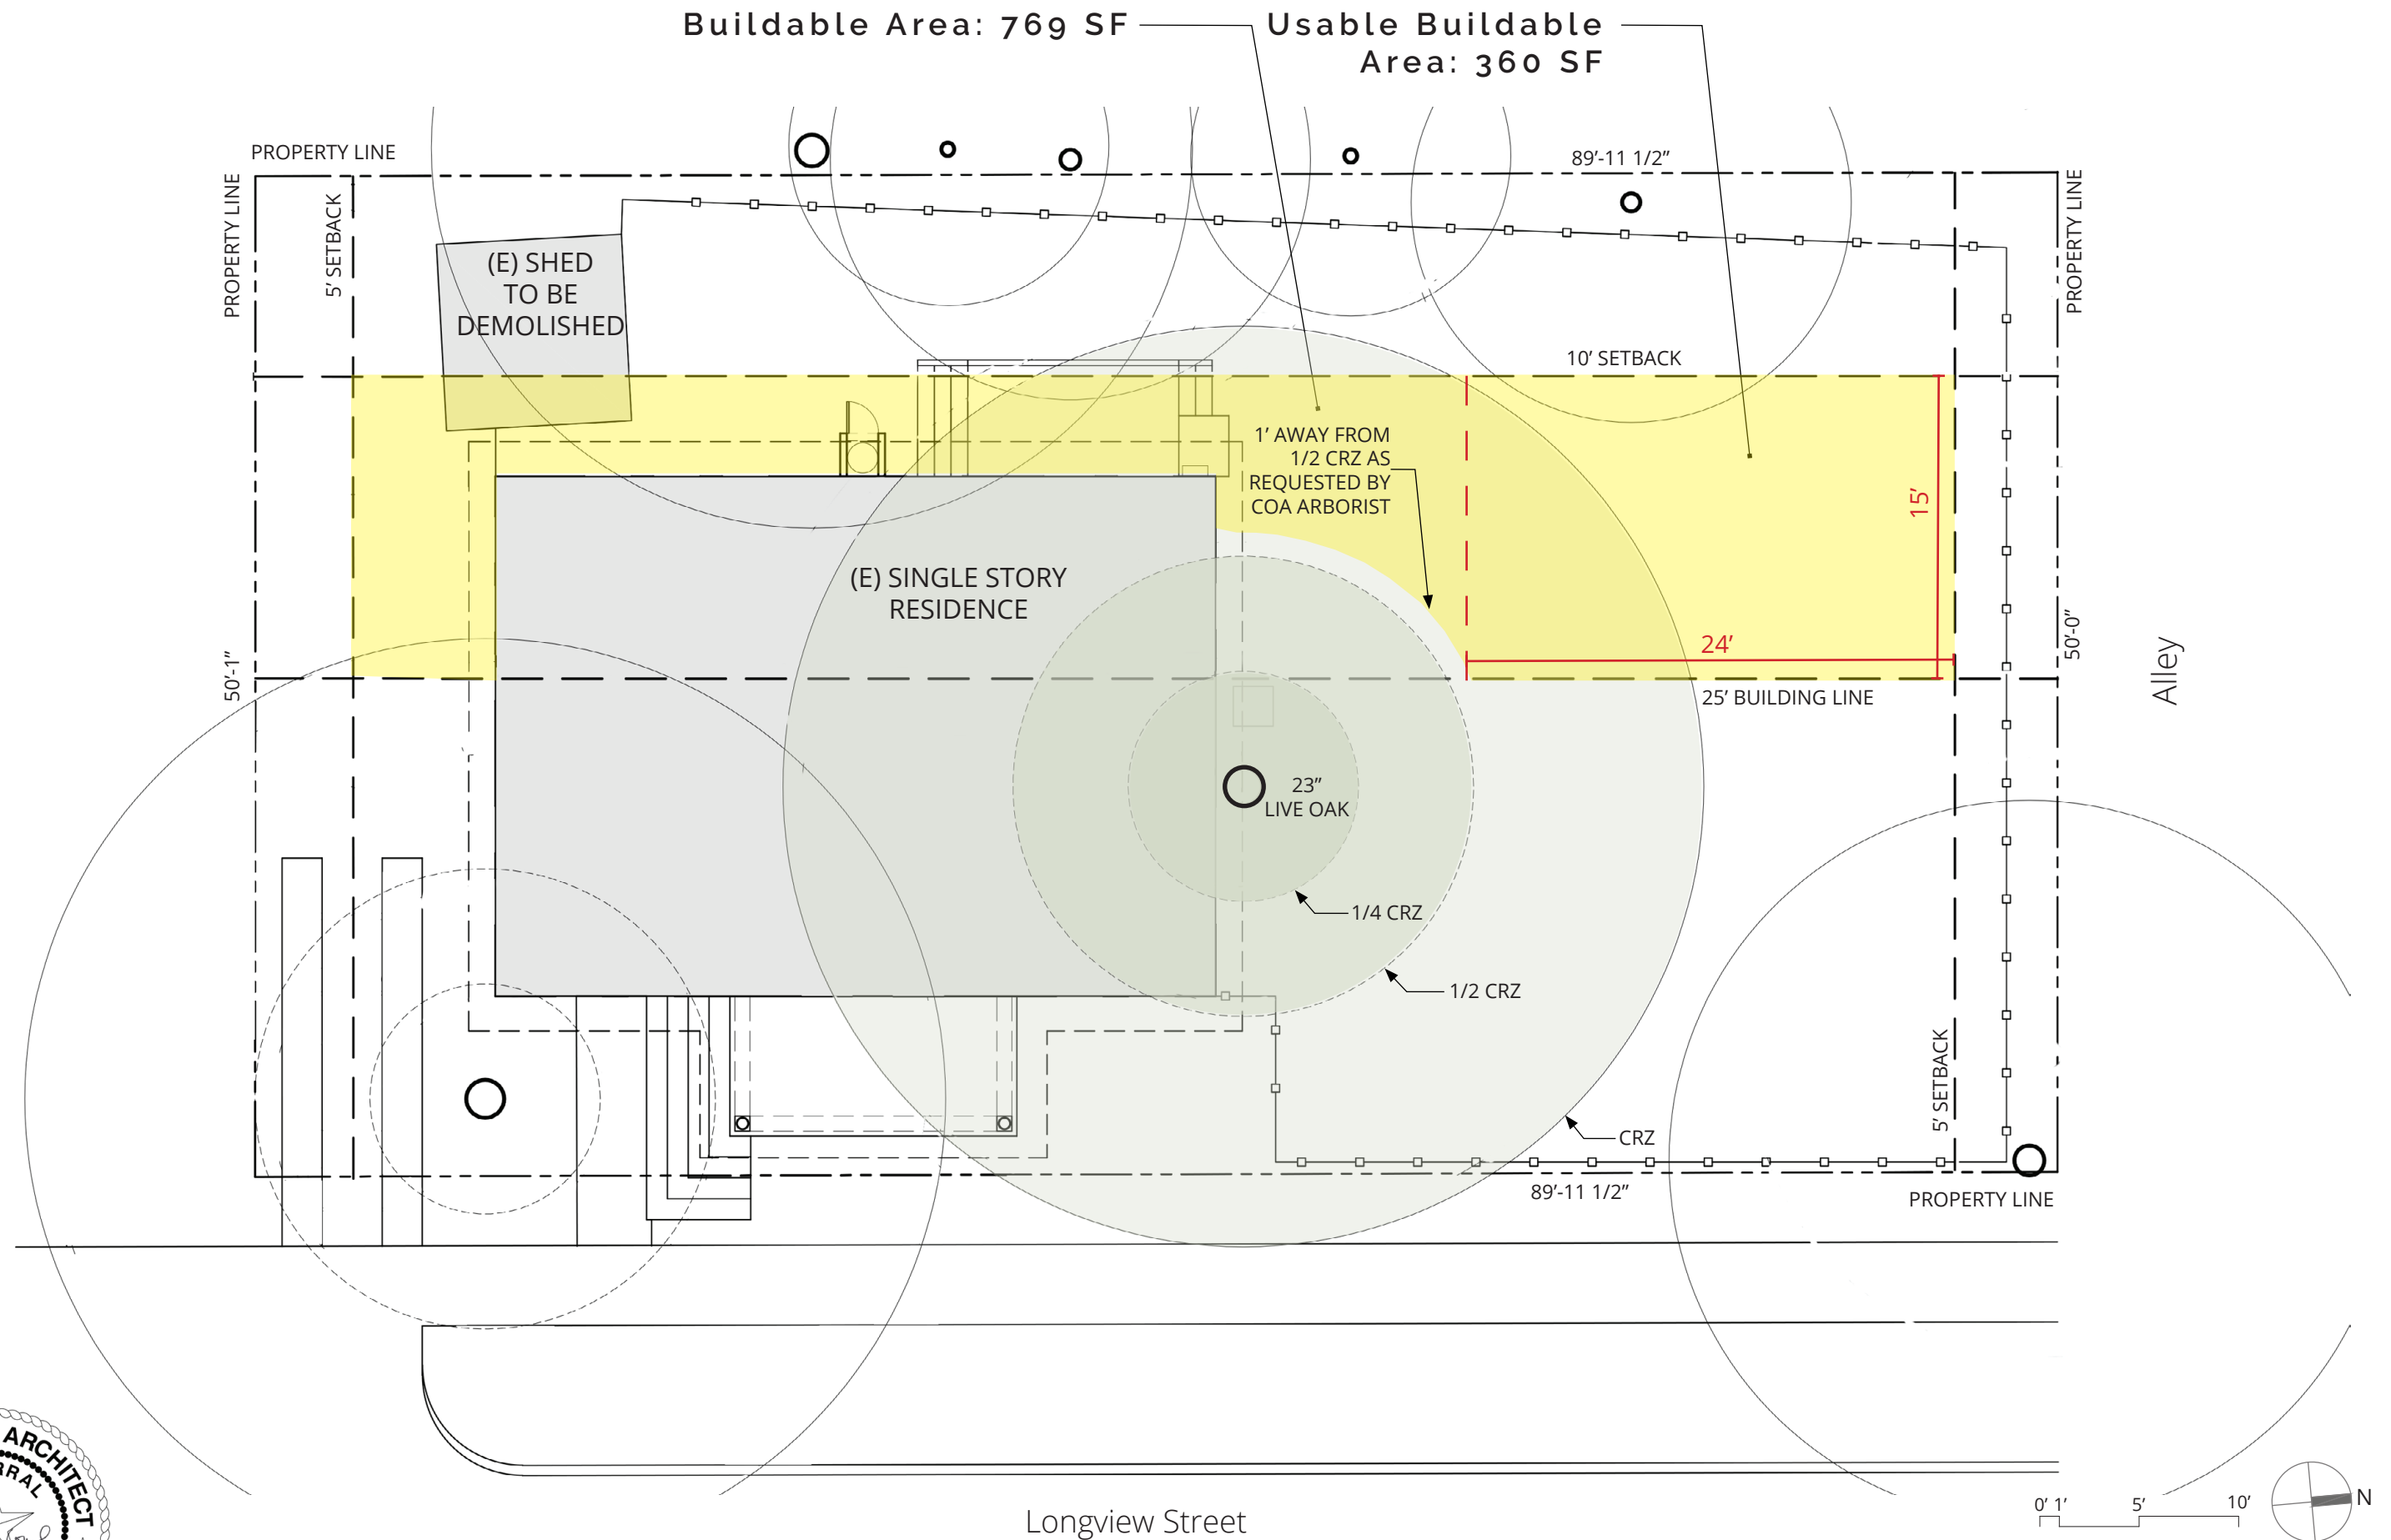 Buildable Area: 769 SF
Usable Buildable
Area: 360 SF
PROPERTY LINE
89'-11 1/2"
PROPERTY LINE
5' SETBACK
PROPERTY LINE
(E) SHED
TO BE
DEMOLISHED
10' SETBACK
1' AWAY FROM
1/2 CRZ AS
REQUESTED BY
COA ARBORIST
15'
(E) SINGLE STORY
RESIDENCE
24'
50'-1"
50'-0"
Alley
25' BUILDING LINE
23"
LIVE OAK
1/4 CRZ
1/2 CRZ
5' SETBACK
CRZ
89'-11 1/2"
PROPERTY LINE
ARCHITECT
RRAL
0' 1' 5' 10'
N
Longview Street